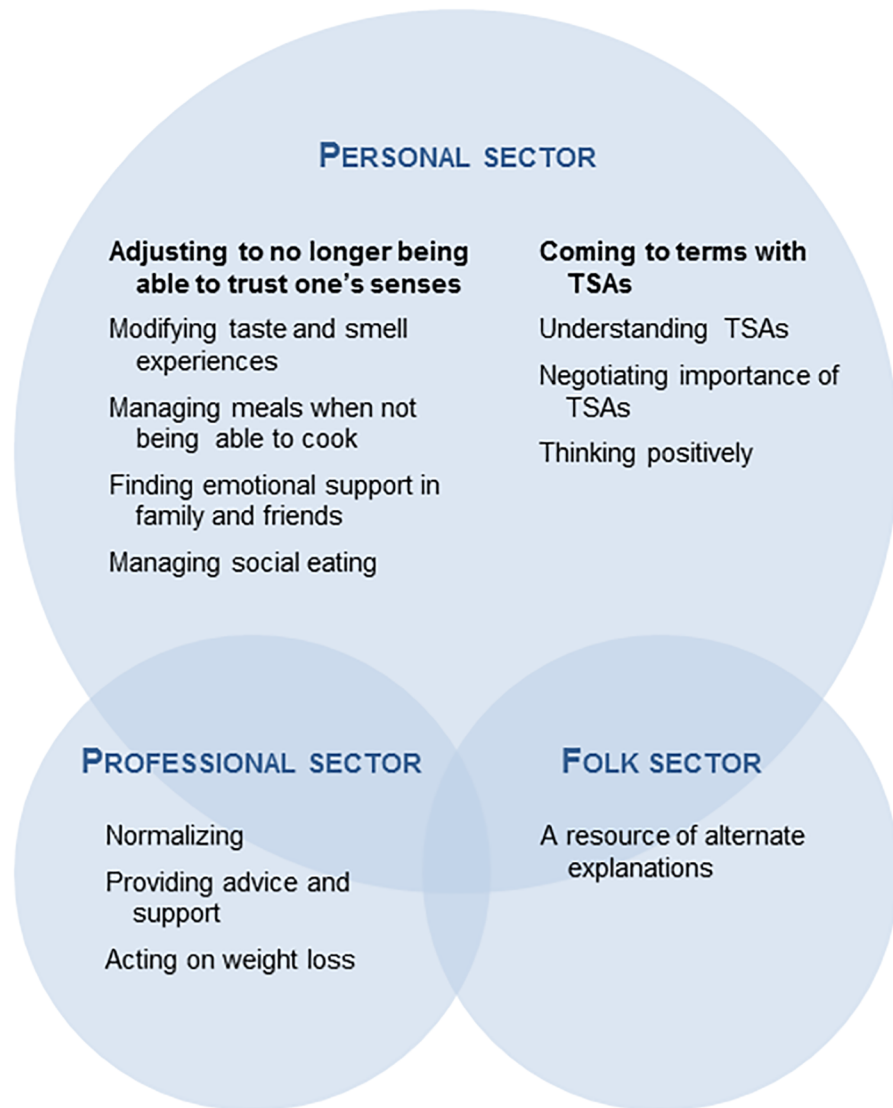 PERSONAL SECTOR
Adjusting to no longer being
able to trust one's senses
Modifying taste and smell
experiences
Managing meals when not
being able to cook
Finding emotional support in
family and friends
Managing social eating
Coming to terms with
TSAs
Understanding TSAs
Negotiating importance of
TSAs
Thinking positively
PROFESSIONAL SECTOR
Normalizing
Providing advice and
support
Acting on weight loss
FOLK SECTOR
A resource of alternate
explanations